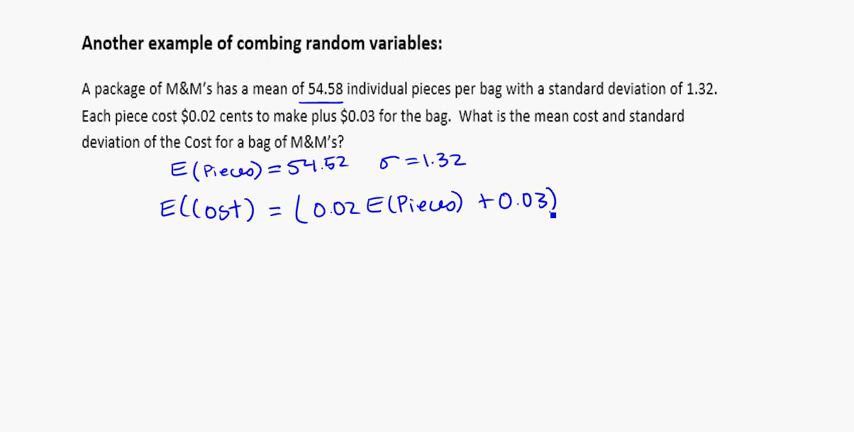 Another example of combing random variables:
A package of M&M's has a mean of 54.58 individual pieces per bag with a standard deviation of 1.32.
Each piece cost $0.02 cents to make plus $0.03 for the bag.  What is the mean cost and standard
deviation of the Cost for a bag of M&M's?
E(Pieces) = 54.52   σ = 1.32
E(Cost) = (0.02 E(Pieces) + 0.03)